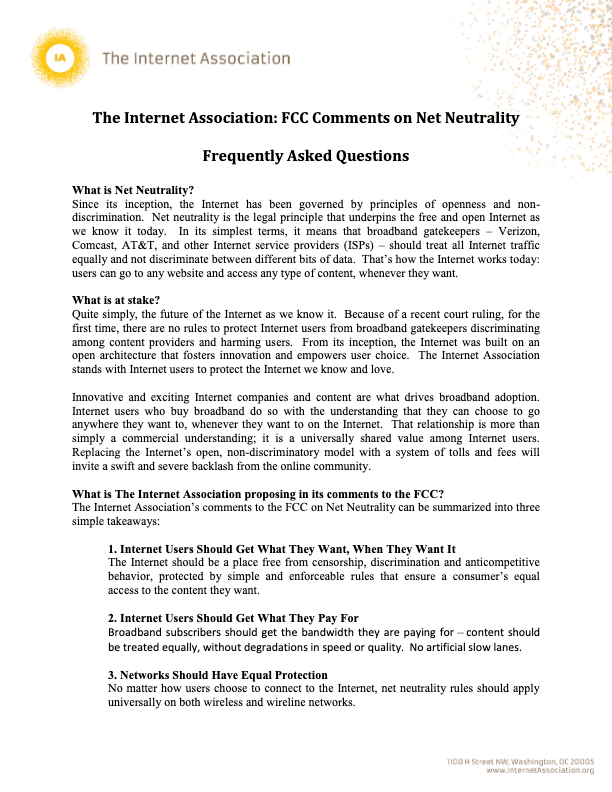 IA
The Internet Association
The Internet Association: FCC Comments on Net Neutrality
Frequently Asked Questions
What is Net Neutrality?
Since its inception, the Internet has been governed by principles of openness and non-
discrimination. Net neutrality is the legal principle that underpins the free and open Internet as
we know it today. In its simplest terms, it means that broadband gatekeepers – Verizon,
Comcast, AT&T, and other Internet service providers (ISPs) – should treat all Internet traffic
equally and not discriminate between different bits of data. That's how the Internet works today:
users can go to any website and access any type of content, whenever they want.
What is at stake?
Quite simply, the future of the Internet as we know it. Because of a recent court ruling, for the
first time, there are no rules to protect Internet users from broadband gatekeepers discriminating
among content providers and harming users. From its inception, the Internet was built on an
open architecture that fosters innovation and empowers user choice. The Internet Association
stands with Internet users to protect the Internet we know and love.
Innovative and exciting Internet companies and content are what drives broadband adoption.
Internet users who buy broadband do so with the understanding that they can choose to go
anywhere they want to, whenever they want to on the Internet. That relationship is more than
simply a commercial understanding; it is a universally shared value among Internet users.
Replacing the Internet's open, non-discriminatory model with a system of tolls and fees will
invite a swift and severe backlash from the online community.
What is The Internet Association proposing in its comments to the FCC?
The Internet Association's comments to the FCC on Net Neutrality can be summarized into three
simple takeaways:
1. Internet Users Should Get What They Want, When They Want It
The Internet should be a place free from censorship, discrimination and anticompetitive
behavior, protected by simple and enforceable rules that ensure a consumer's equal
access to the content they want.
2. Internet Users Should Get What They Pay For
Broadband subscribers should get the bandwidth they are paying for – content should
be treated equally, without degradations in speed or quality. No artificial slow lanes.
3. Networks Should Have Equal Protection
No matter how users choose to connect to the Internet, net neutrality rules should apply
universally on both wireless and wireline networks.
1100 H Street NW, Washington, DC 20005
www.InternetAssociation.org